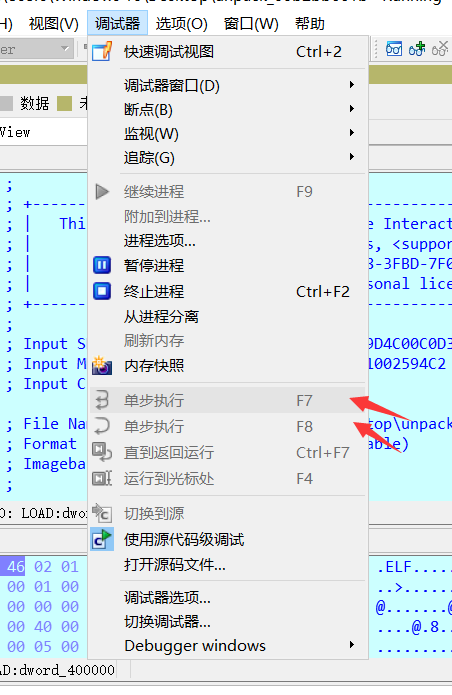 - Running
H) 视图(V) 调试器 选项(O) 窗口(W) 帮助
er
快速调试视图 Ctrl+2
数据
View
调试器窗口(D)
断点(B)
监视(W)
追踪(G)
继续进程 F9
附加到进程...
进程选项...
暂停进程
终止进程 Ctrl+F2
从进程分离
刷新内存
内存快照
单步执行 F7
单步执行 F8
直到返回运行 Ctrl+F7
运行到光标处 F4
切换到源
使用源代码级调试
打开源码文件...
调试器选项...
切换调试器...
Debugger windows
;
; +-
; | Thi e Interac
; | s, <suppor
; | 8-3FBD-7F0
; | sonal lice
; +-
;
; Input S 9D4C00C0D3
; Input M 1002594C2
; Input C
; File Na top\unpack
; Format able)
; Imageba
;
O: LOAD:dwor
46 02 01 .ELF......
00 01 00 ..>......
00 00 00 @.......@
00 40 00 ....@.8..
00 05 00
AD:dword_400000